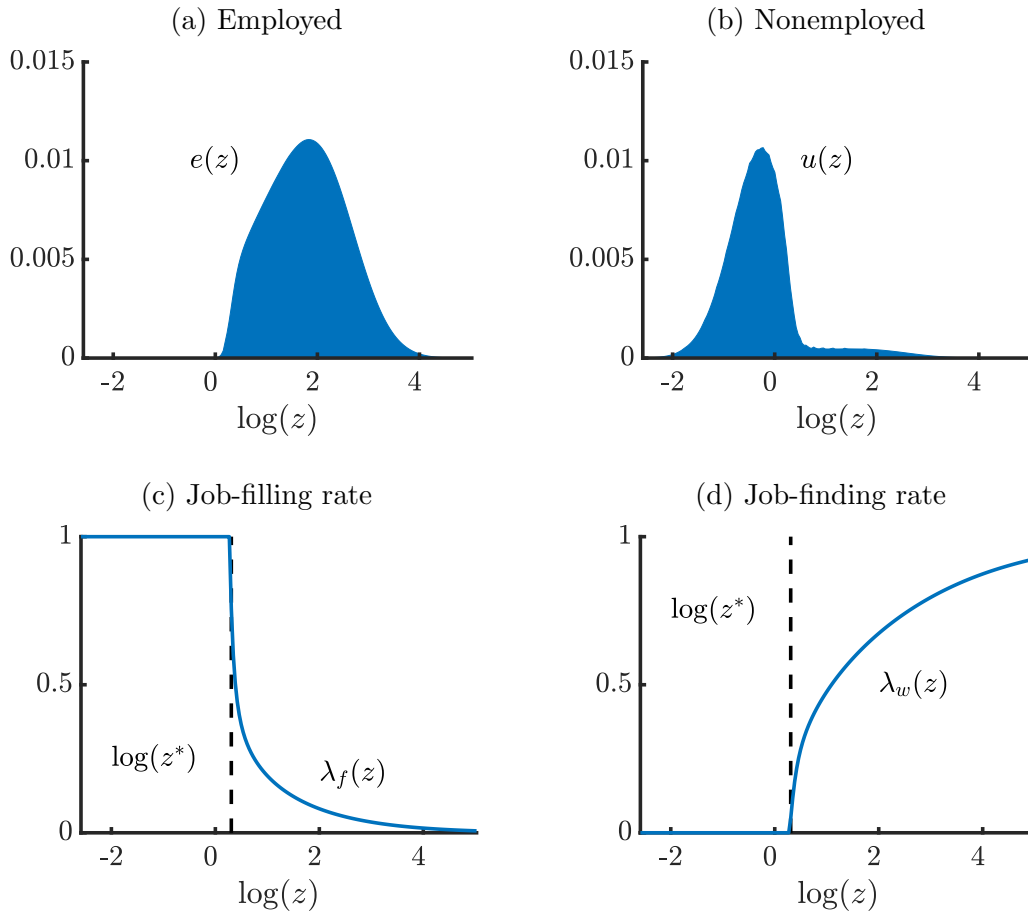 (a) Employed
0.015
0.01
0.005
0
e(z)
-2 0 2 4
log(z)
(b) Nonemployed
0.015
0.01
0.005
0
u(z)
-2 0 2 4
log(z)
(c) Job-filling rate
1
0.5
0
log(z*)
λ_f(z)
-2 0 2 4
log(z)
(d) Job-finding rate
1
0.5
0
log(z*)
λ_w(z)
-2 0 2 4
log(z)